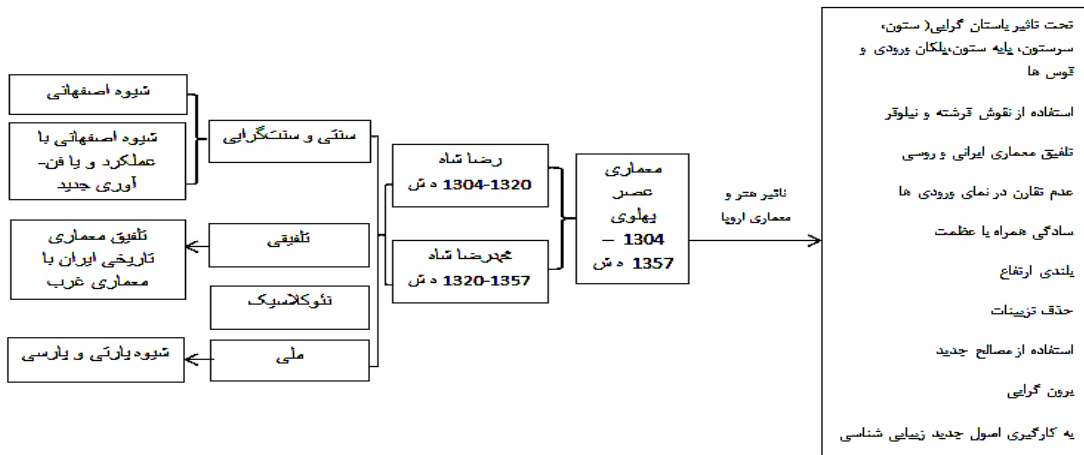 تحت تاثیر باستان گرایی( ستون،
سرستون، پایه ستون،پلکان ورودی و
قوس ها
استفاده از نقوش فرشته و نیلوفر
تلفیق معماری ایرانی و روسی
عدم تقارن در نمای ورودی ها
سادگی همراه با عظمت
بلندی ارتفاع
حذف تزیینات
استفاده از مصالح جدید
برون گرایی
به کارگیری اصول جدید زیبایی شناسی
تاثیر هنر و
معماری اروپا
معماری
عصر
پهلوی
1304 –
1357 ه ش
رضا شاه
1304-1320 ه ش
محمدرضا شاه
1320-1357 ه ش
سنتی و سنت‌گرایی
تلفیقی
نئوکلاسیک
ملی
شیوه اصفهانی
شیوه اصفهانی با
عملکرد و یا فن-
آوری جدید
تلفیق معماری
تاریخی ایران با
معماری غرب
شیوه پارتی و پارسی